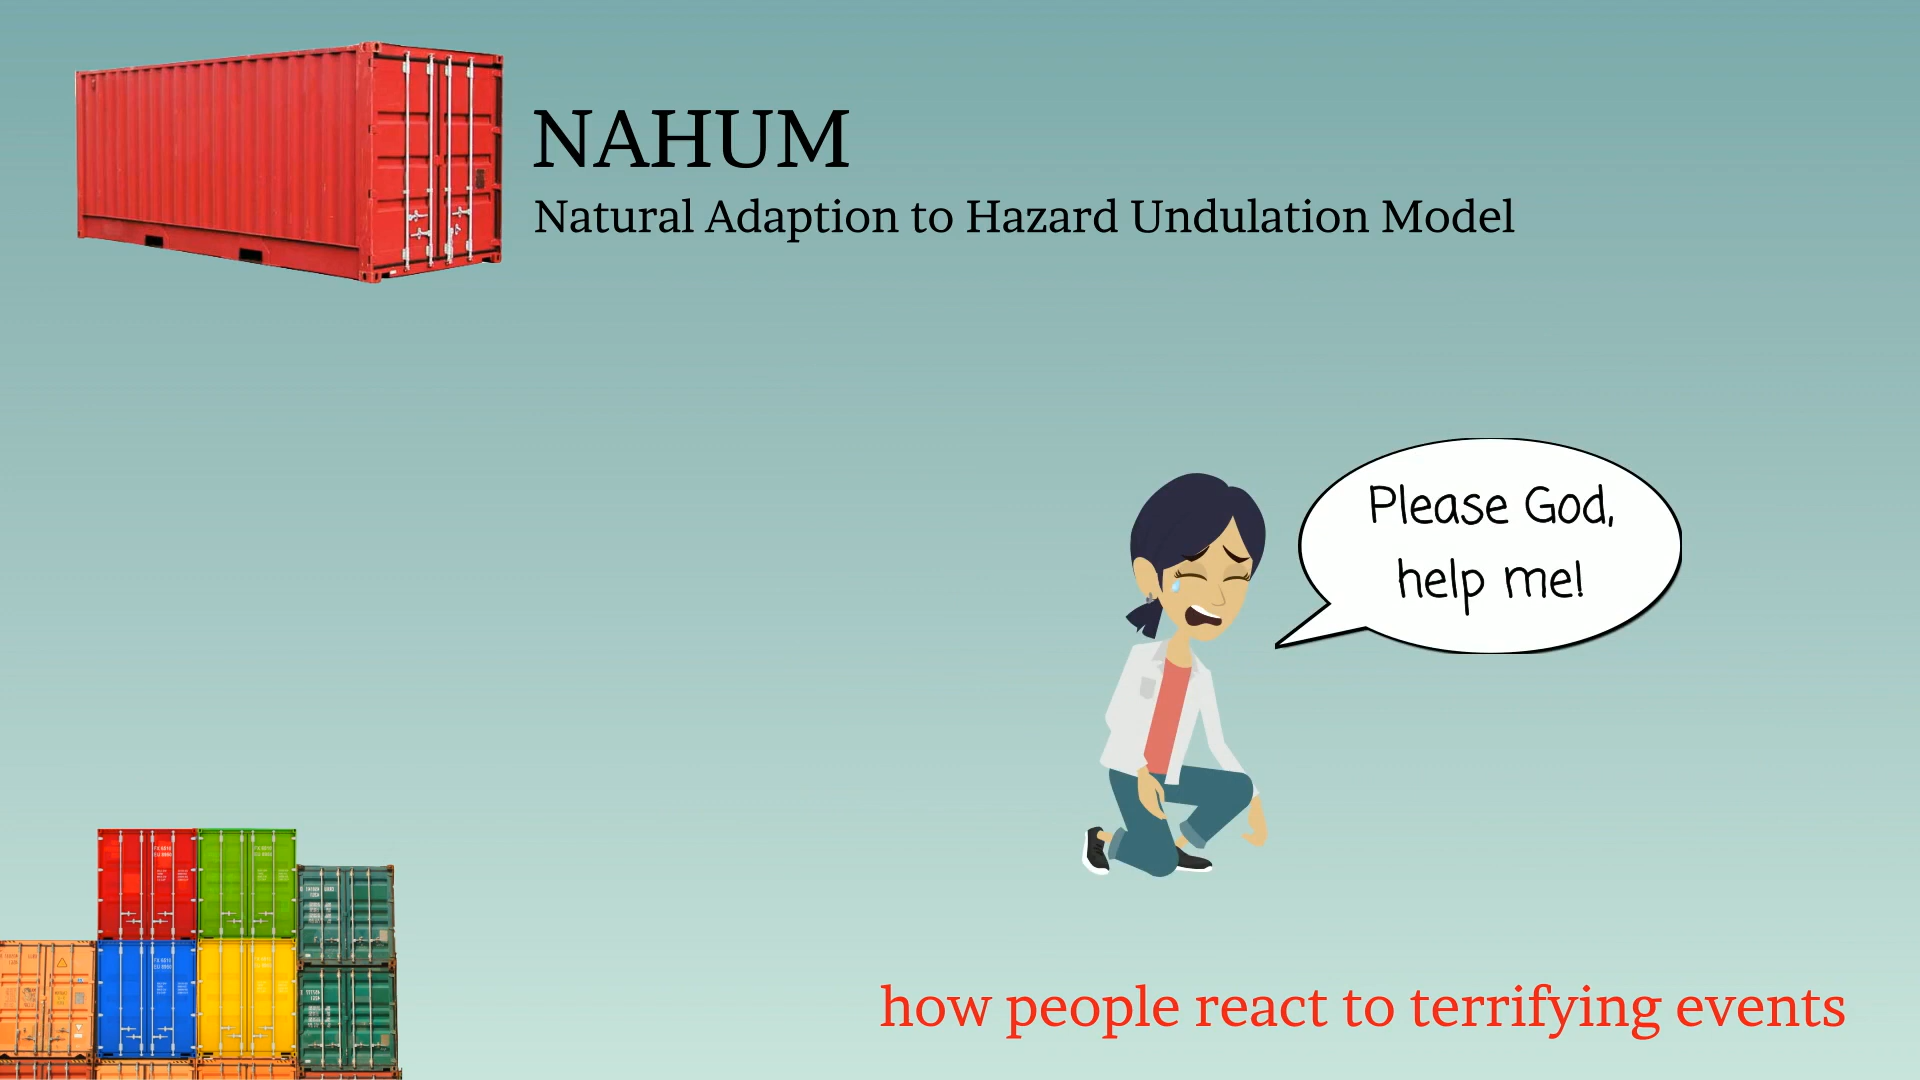 NAHUM
Natural Adaption to Hazard Undulation Model
Please God,
help me!
how people react to terrifying events